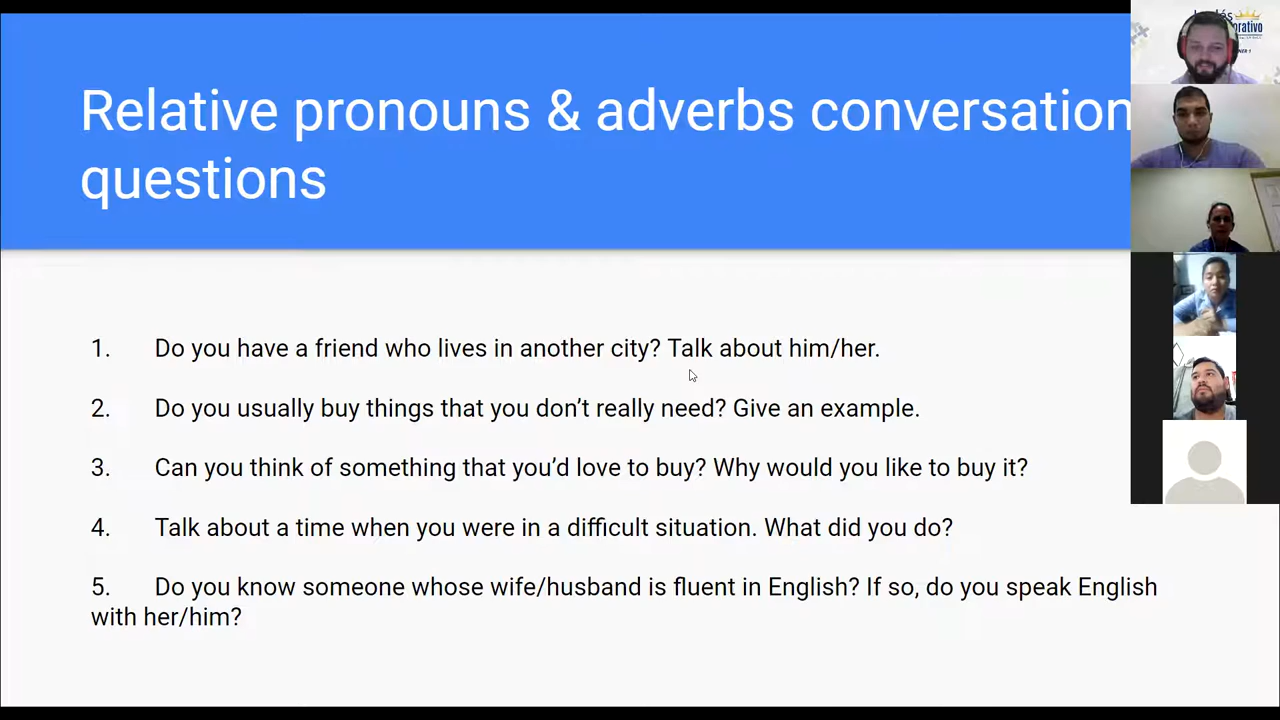 Relative pronouns & adverbs conversation
questions
1. Do you have a friend who lives in another city? Talk about him/her.
2. Do you usually buy things that you don’t really need? Give an example.
3. Can you think of something that you’d love to buy? Why would you like to buy it?
4. Talk about a time when you were in a difficult situation. What did you do?
5. Do you know someone whose wife/husband is fluent in English? If so, do you speak English
with her/him?